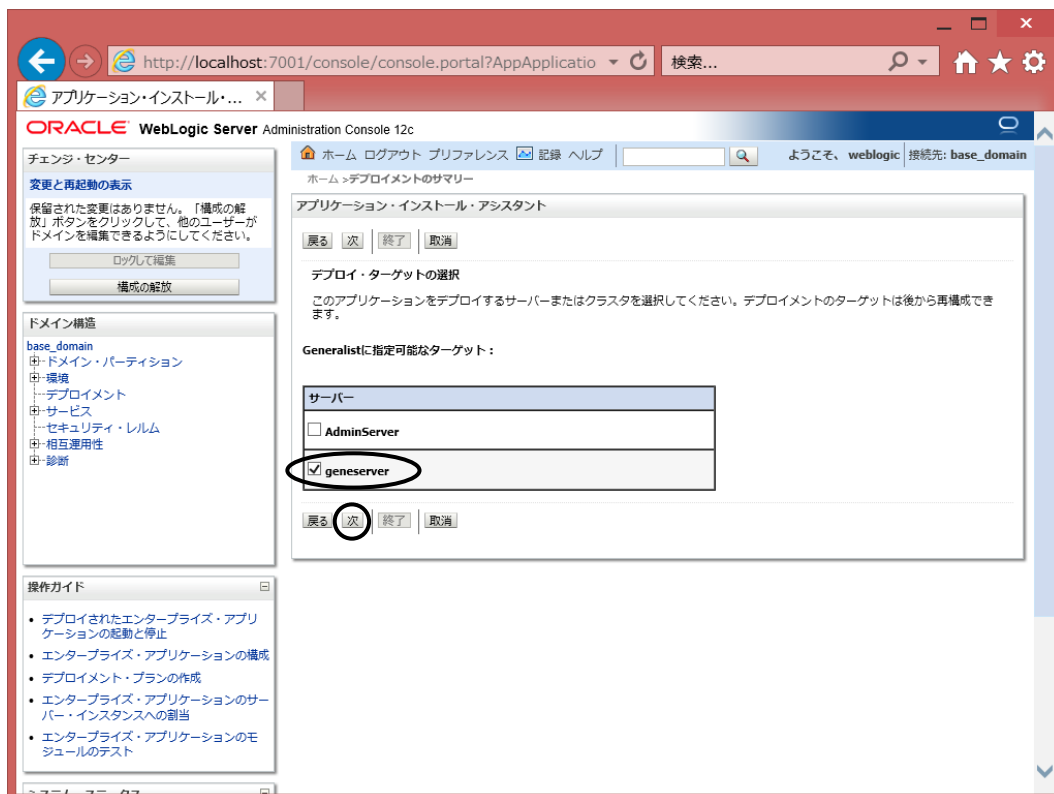 http://localhost:7001/console/console.portal?AppApplicatio
検索...
アプリケーション・インストール・...
ORACLE WebLogic Server Administration Console 12c
チェンジ・センター
変更と再起動の表示
保留された変更はありません。「構成の解
放」ボタンをクリックして、他のユーザーが
ドメインを編集できるようにしてください。
ロックして編集
構成の解放
ドメイン構造
base_domain
ドメイン・パーティション
環境
デプロイメント
サービス
セキュリティ・レルム
相互運用性
診断
操作ガイド
• デプロイされたエンタープライズ・アプリ
ケーションの起動と停止
• エンタープライズ・アプリケーションの構成
• デプロイメント・プランの作成
• エンタープライズ・アプリケーションのサー
バー・インスタンスへの割当
• エンタープライズ・アプリケーションのモ
ジュールのテスト
ホーム ログアウト プリファレンス 記録 ヘルプ
ようこそ、 weblogic 接続先: base_domain
ホーム >デプロイメントのサマリー
アプリケーション・インストール・アシスタント
戻る 次 終了 取消
デプロイ・ターゲットの選択
このアプリケーションをデプロイするサーバーまたはクラスタを選択してください。デプロイメントのターゲットは後から再構成でき
ます。
Generalistに指定可能なターゲット：
サーバー
AdminServer
geneserver
戻る 次 終了 取消